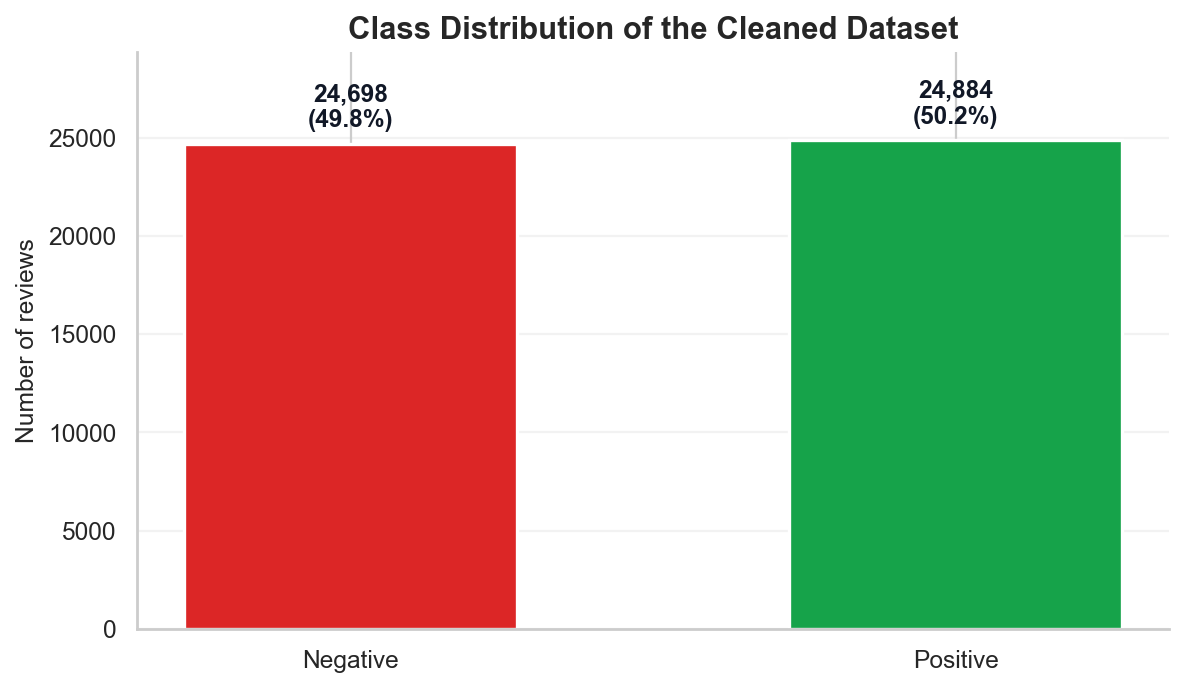 Class Distribution of the Cleaned Dataset
24,698
(49.8%)
24,884
(50.2%)
25000
20000
15000
10000
5000
0
Number of reviews
Negative
Positive